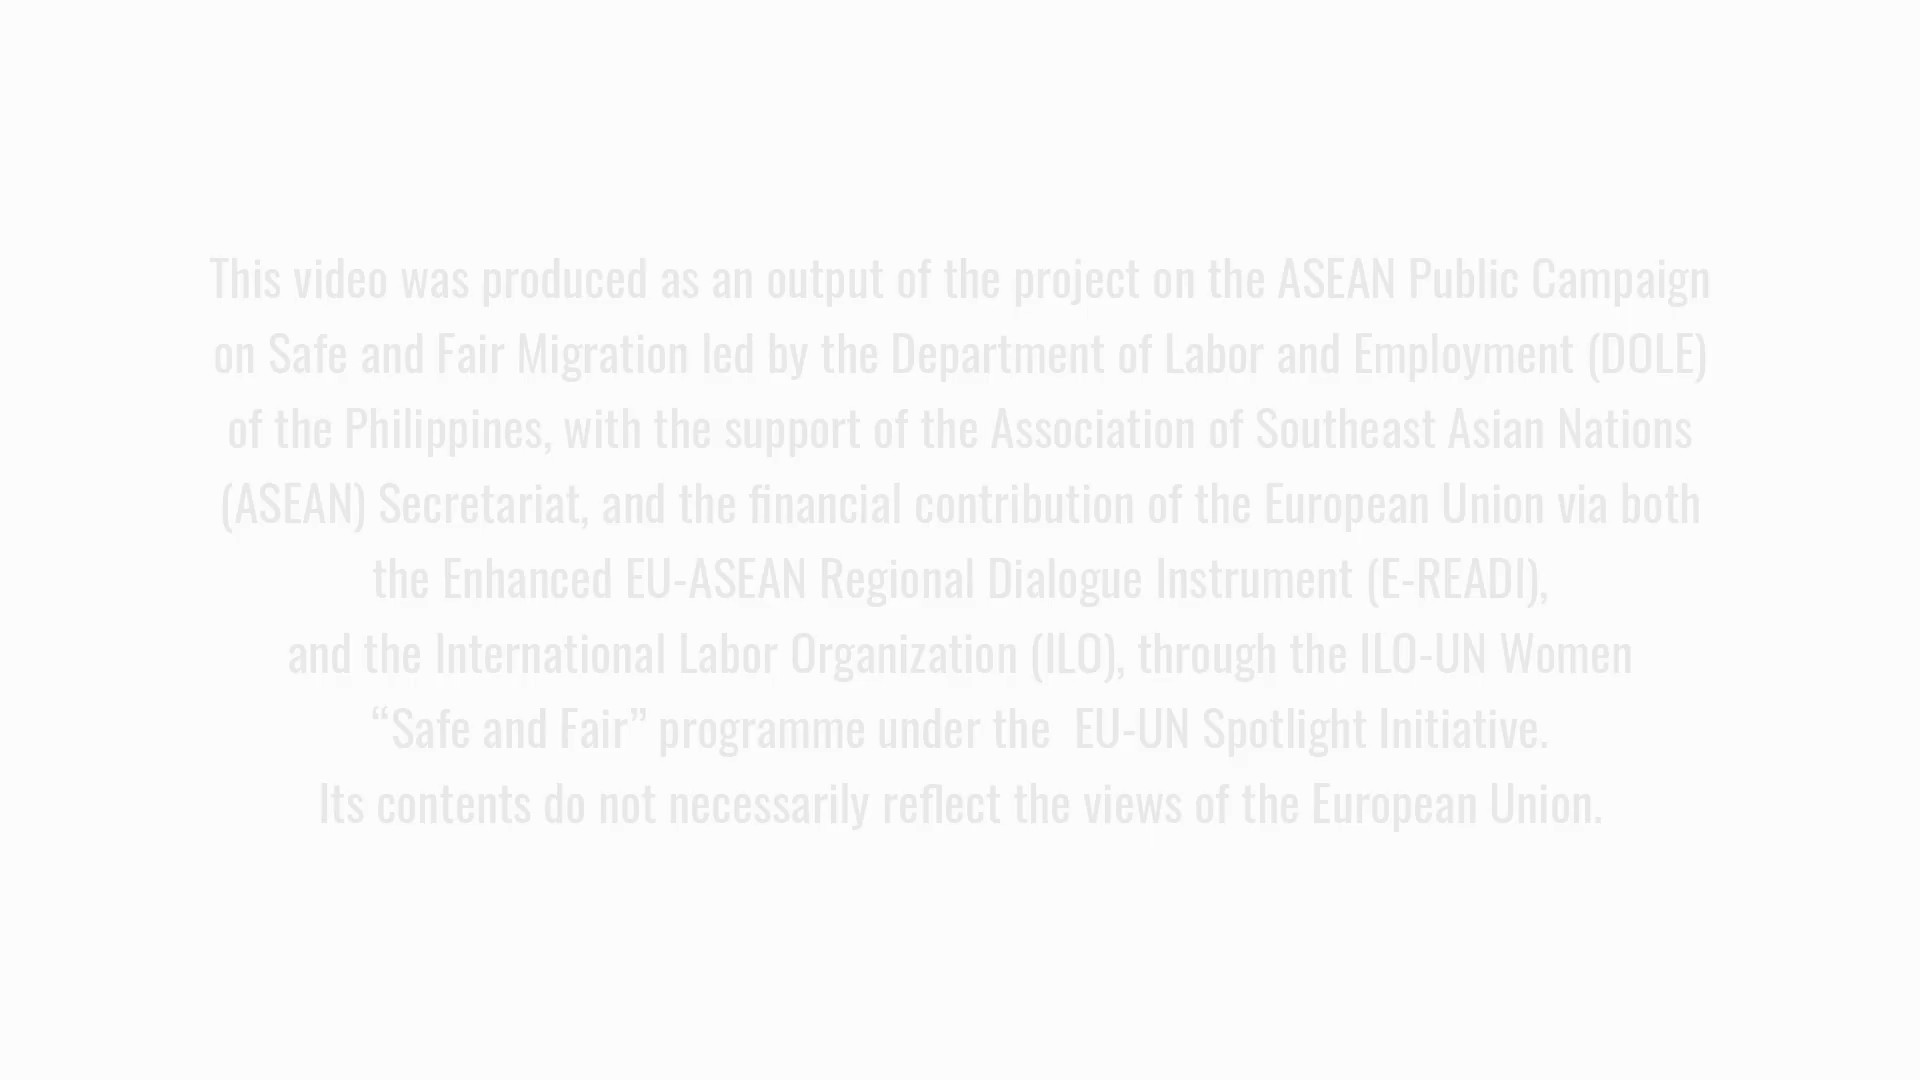 This video was produced as an output of the project on the ASEAN Public Campaign
on Safe and Fair Migration led by the Department of Labor and Employment (DOLE)
of the Philippines, with the support of the Association of Southeast Asian Nations
(ASEAN) Secretariat, and the financial contribution of the European Union via both
the Enhanced EU-ASEAN Regional Dialogue Instrument (E-READI),
and the International Labor Organization (ILO), through the ILO-UN Women
“Safe and Fair” programme under the  EU-UN Spotlight Initiative.
Its contents do not necessarily reflect the views of the European Union.